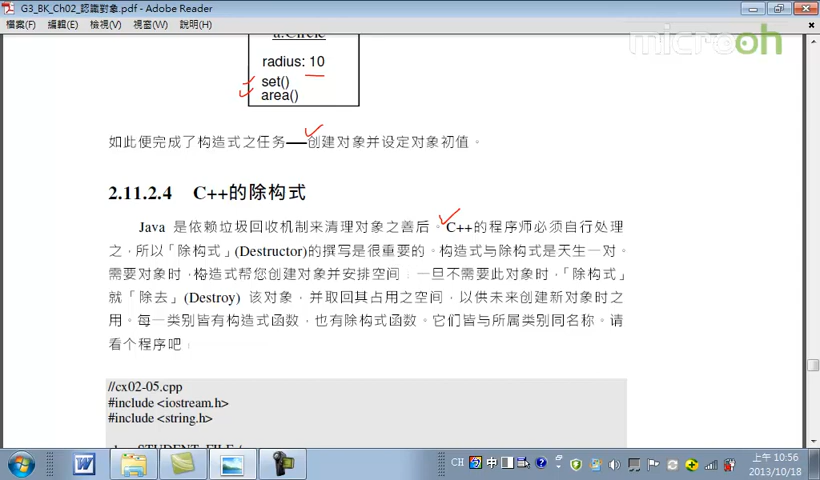 G3_BK_Ch02_認識對象.pdf - Adobe Reader
檔案(F) 編輯(E) 檢視(V) 視窗(W) 說明(H)
microoh
a:Circle
radius: 10
set()
area()
如此便完成了构造式之任务——创建对象并设定对象初值。
2.11.2.4 C++的除构式
Java 是依赖垃圾回收机制来清理对象之善后。C++的程序师必须自行处理
之，所以「除构式」(Destructor)的撰写是很重要的。构造式与除构式是天生一对。
需要对象时，构造式帮您创建对象并安排空间；一旦不需要此对象时，「除构式」
就「除去」(Destroy) 该对象，并取回其占用之空间，以供未来创建新对象时之
用。每一类别皆有构造式函数，也有除构式函数。它们皆与所属类别同名称。请
看个程序吧！
//cx02-05.cpp
#include <iostream.h>
#include <string.h>
class STUDENT_FILE {
CH 中
上午 10:56
2013/10/18